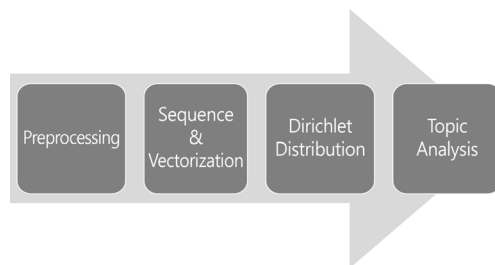 Preprocessing
Sequence
&
Vectorization
Dirichlet
Distribution
Topic
Analysis